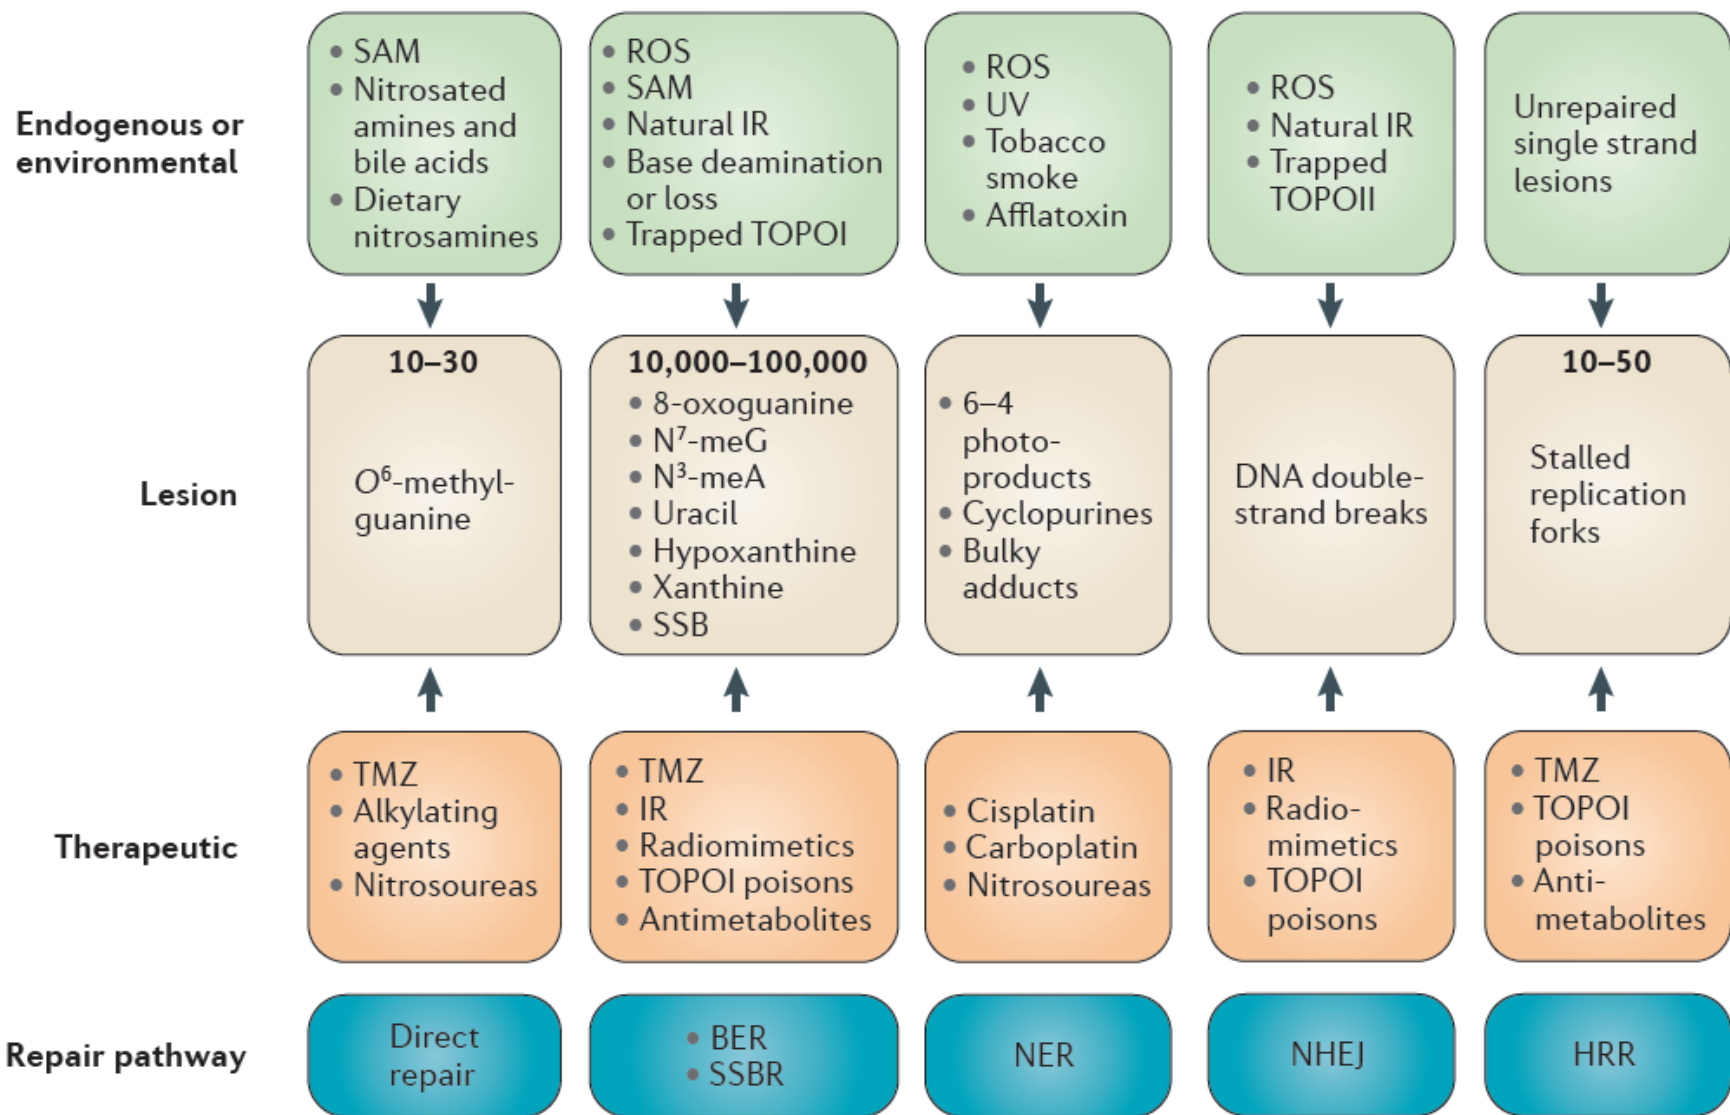 Endogenous or
environmental
• SAM
• Nitrosated
amines and
bile acids
• Dietary
nitrosamines
• ROS
• SAM
• Natural IR
• Base deamination
or loss
• Trapped TOPOI
• ROS
• UV
• Tobacco
smoke
• Afflatoxin
• ROS
• Natural IR
• Trapped
TOPOII
Unrepaired
single strand
lesions
Lesion
10–30
O⁶-methyl-
guanine
10,000–100,000
• 8-oxoguanine
• N⁷-meG
• N³-meA
• Uracil
• Hypoxanthine
• Xanthine
• SSB
• 6–4
photo-
products
• Cyclopurines
• Bulky
adducts
DNA double-
strand breaks
10–50
Stalled
replication
forks
Therapeutic
• TMZ
• Alkylating
agents
• Nitrosoureas
• TMZ
• IR
• Radiomimetics
• TOPOI poisons
• Antimetabolites
• Cisplatin
• Carboplatin
• Nitrosoureas
• IR
• Radio-
mimetics
• TOPOI
poisons
• TMZ
• TOPOI
poisons
• Anti-
metabolites
Repair pathway
Direct
repair
• BER
• SSBR
NER
NHEJ
HRR